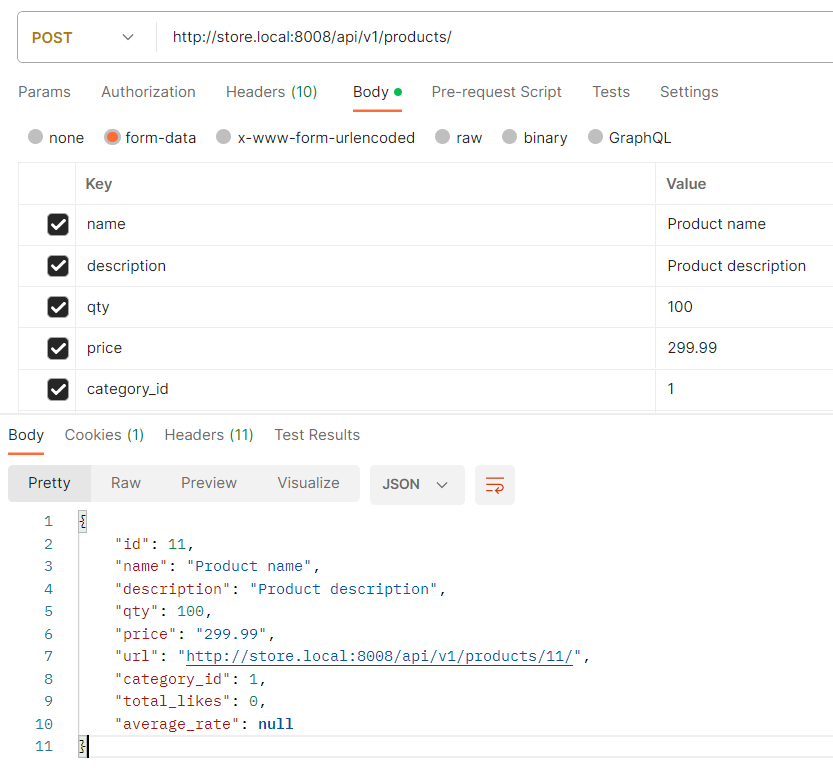 POST http://store.local:8008/api/v1/products/
Params Authorization Headers (10) Body Pre-request Script Tests Settings
none form-data x-www-form-urlencoded raw binary GraphQL
Key Value
name Product name
description Product description
qty 100
price 299.99
category_id 1
Body Cookies (1) Headers (11) Test Results
Pretty Raw Preview Visualize JSON
1 {
2 "id": 11,
3 "name": "Product name",
4 "description": "Product description",
5 "qty": 100,
6 "price": "299.99",
7 "url": "http://store.local:8008/api/v1/products/11/",
8 "category_id": 1,
9 "total_likes": 0,
10 "average_rate": null
11 }